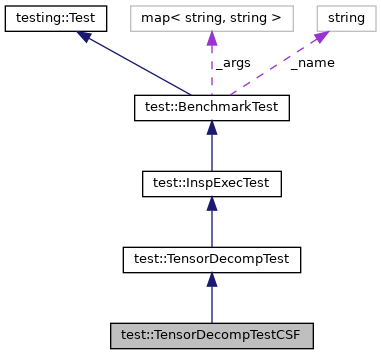 testing::Test
map< string, string >
string
_args
_name
test::BenchmarkTest
test::InspExecTest
test::TensorDecompTest
test::TensorDecompTestCSF